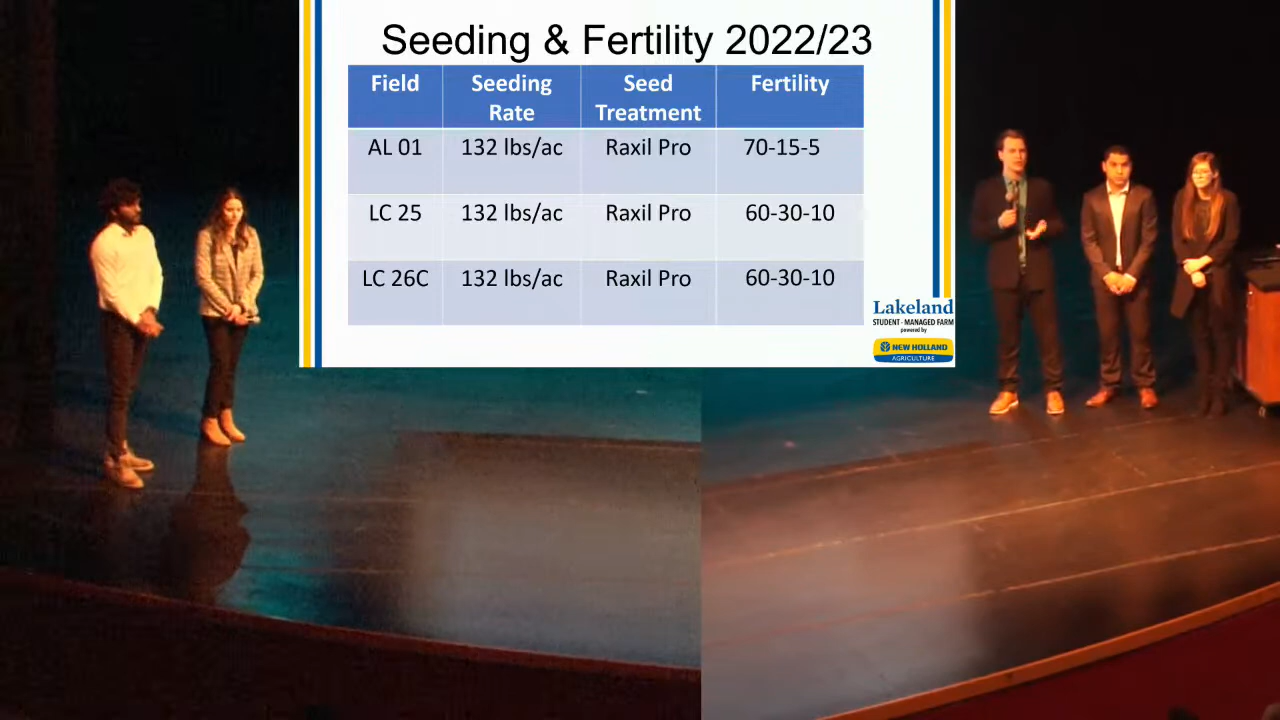 Seeding & Fertility 2022/23
Field Seeding Rate Seed Treatment Fertility
AL 01 132 lbs/ac Raxil Pro 70-15-5
LC 25 132 lbs/ac Raxil Pro 60-30-10
LC 26C 132 lbs/ac Raxil Pro 60-30-10
Lakeland
STUDENT-MANAGED FARM
powered by
NEW HOLLAND
AGRICULTURE